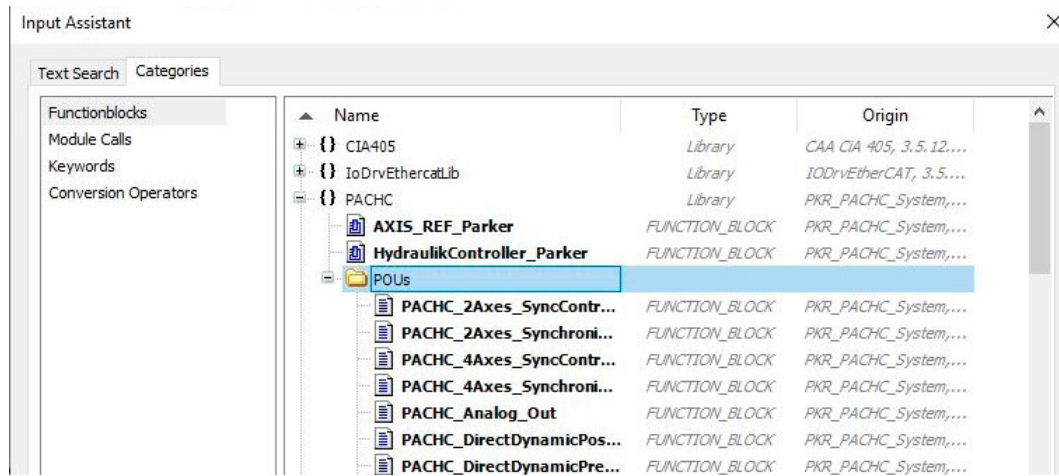 Input Assistant
Text Search Categories
Functionblocks
Module Calls
Keywords
Conversion Operators
Name Type Origin
CIA405 Library CAA CiA 405, 3.5.12....
IoDrvEthercatLib Library IODrvEtherCAT, 3.5....
PACHC Library PKR_PACHC_System,...
AXIS_REF_Parker FUNCTION_BLOCK PKR_PACHC_System,...
HydraulikController_Parker FUNCTION_BLOCK PKR_PACHC_System,...
POUs
PACHC_2Axes_SyncContr... FUNCTION_BLOCK PKR_PACHC_System,...
PACHC_2Axes_Synchroni... FUNCTION_BLOCK PKR_PACHC_System,...
PACHC_4Axes_SyncContr... FUNCTION_BLOCK PKR_PACHC_System,...
PACHC_4Axes_Synchroni... FUNCTION_BLOCK PKR_PACHC_System,...
PACHC_Analog_Out FUNCTION_BLOCK PKR_PACHC_System,...
PACHC_DirectDynamicPos... FUNCTION_BLOCK PKR_PACHC_System,...
PACHC_DirectDynamicPre... FUNCTION_BLOCK PKR_PACHC_System,...